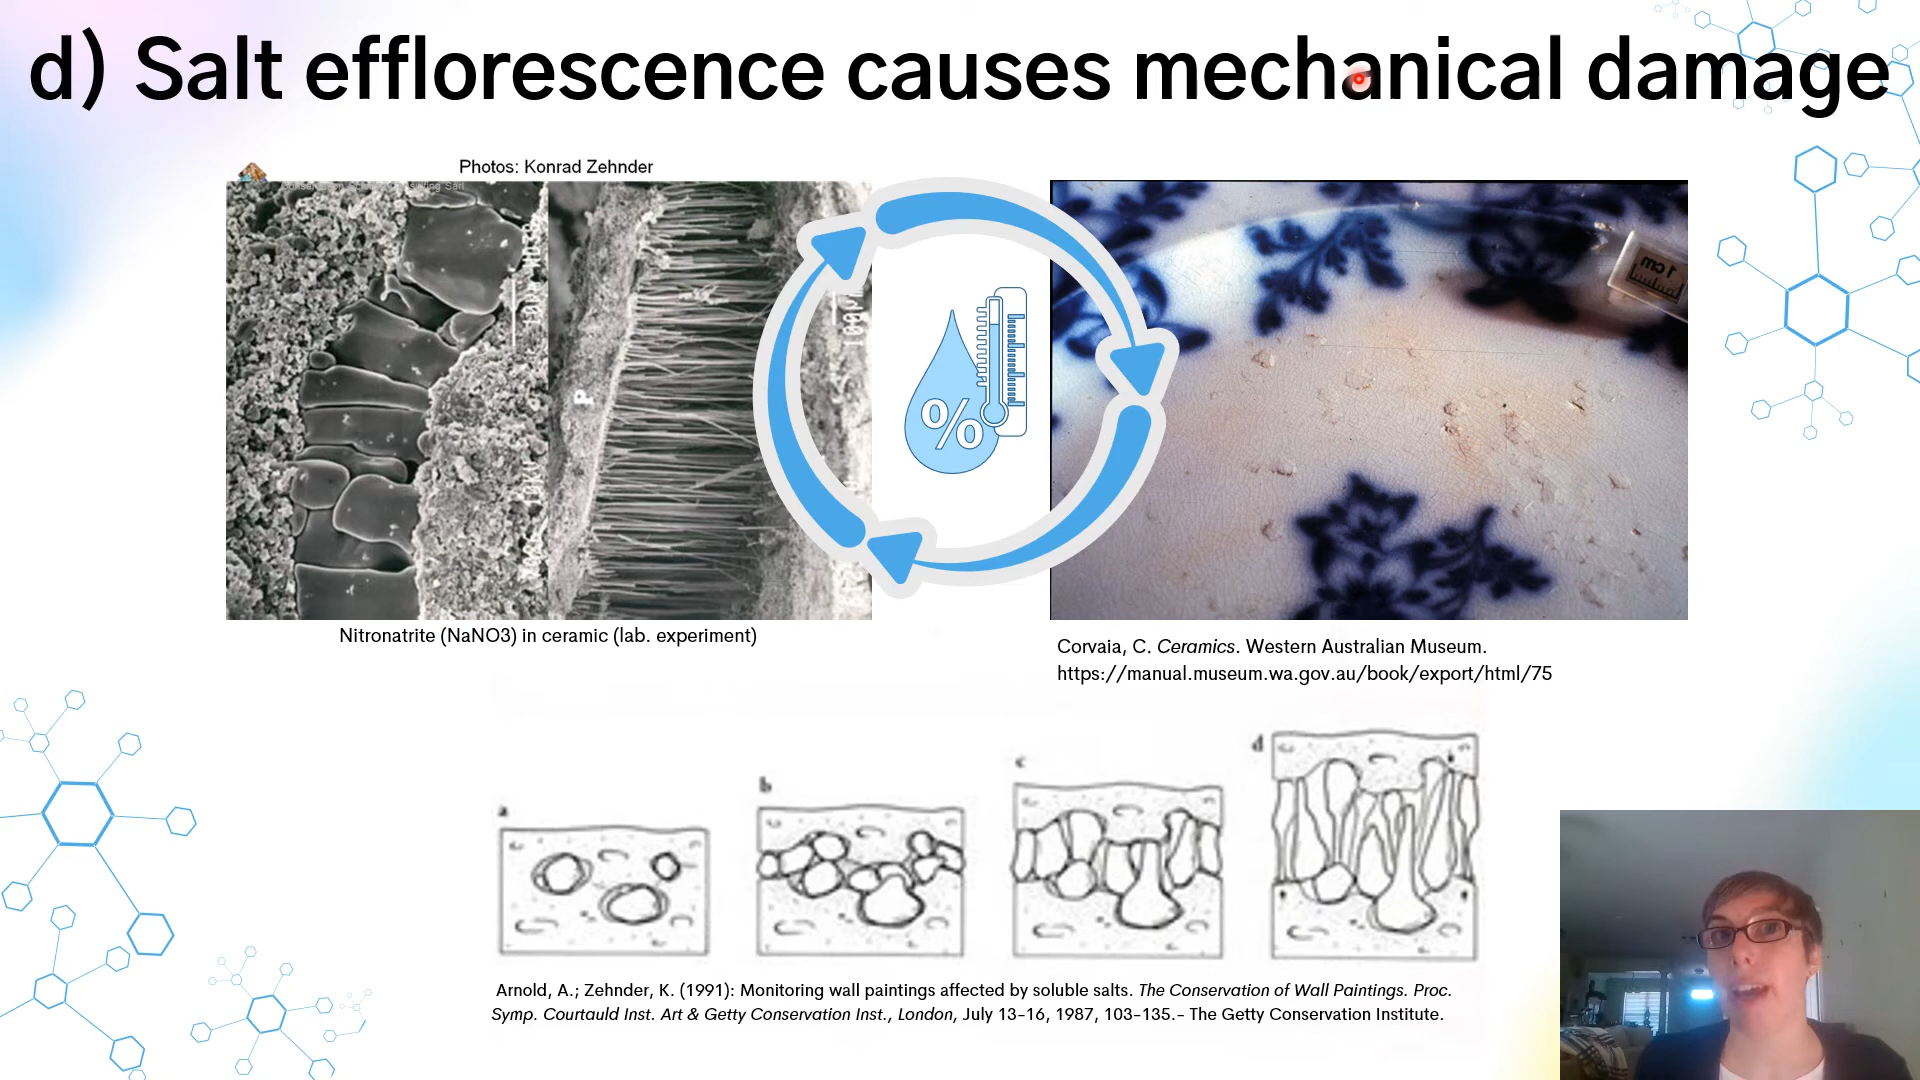 d) Salt efflorescence causes mechanical damage
Photos: Konrad Zehnder
P
%
1 cm
Nitronatrite (NaNO3) in ceramic (lab. experiment)
Corvaia, C. Ceramics. Western Australian Museum.
https://manual.museum.wa.gov.au/book/export/html/75
a
b
c
d
Arnold, A.; Zehnder, K. (1991): Monitoring wall paintings affected by soluble salts. The Conservation of Wall Paintings. Proc.
Symp. Courtauld Inst. Art & Getty Conservation Inst., London, July 13-16, 1987, 103-135.- The Getty Conservation Institute.